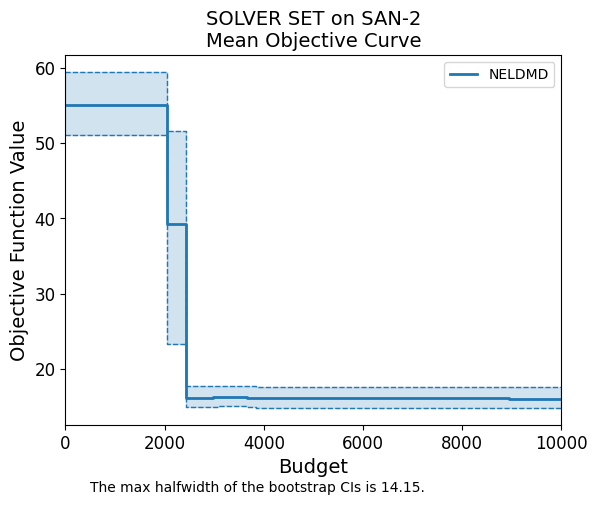 SOLVER SET on SAN-2
Mean Objective Curve
NELDMD
60
50
40
30
20
Objective Function Value
0
2000
4000
6000
8000
10000
Budget
The max halfwidth of the bootstrap CIs is 14.15.